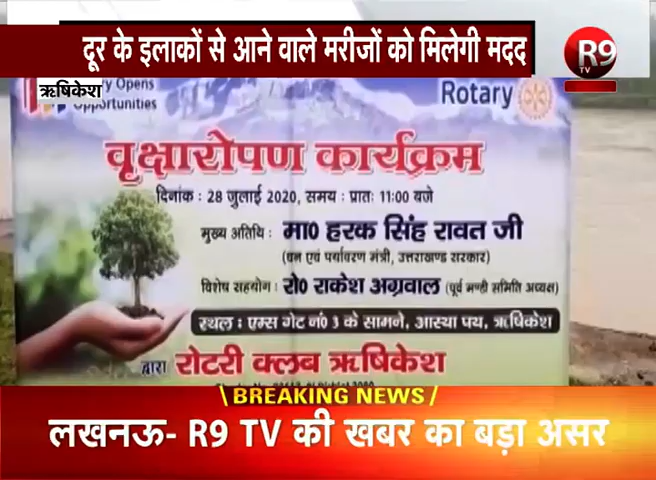 दूर के इलाकों से आने वाले मरीजों को मिलेगी मदद
R9
TV
ऋषिकेश
Opens
Opportunities
Rotary
वृक्षारोपण कार्यक्रम
दिनांक : 28 जुलाई 2020, समय : प्रातः 11:00 बजे
मुख्य अतिथि : मा0 हरक सिंह रावत जी
(वन एवं पर्यावरण मंत्री, उत्तराखण्ड सरकार)
विशेष सहयोग : रो0 राकेश अग्रवाल (पूर्व मण्डी समिति अध्यक्ष)
स्थल : एम्स गेट नं0 3 के सामने, आस्था पथ, ऋषिकेश
द्वारा रोटरी क्लब ऋषिकेश
BREAKING NEWS
लखनऊ- R9 TV की खबर का बड़ा असर